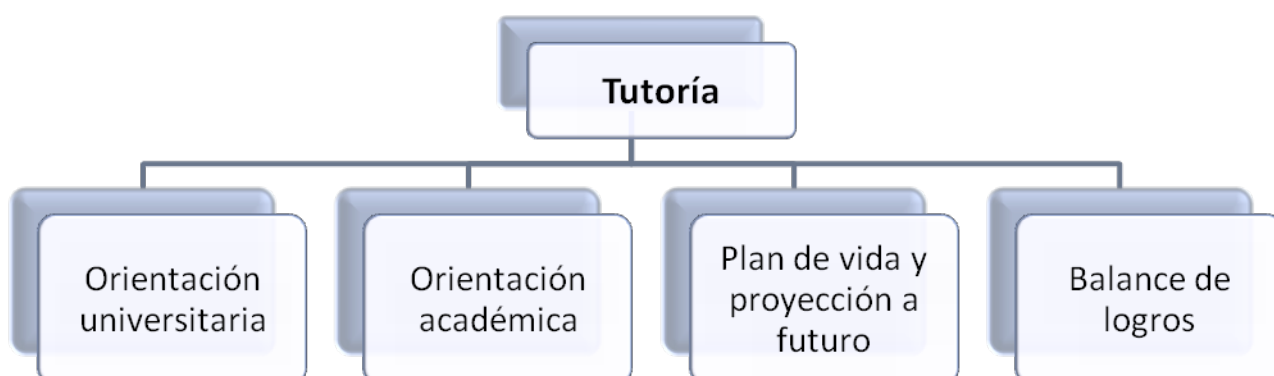 Tutoría
Orientación
universitaria
Orientación
académica
Plan de vida y
proyección a
futuro
Balance de
logros